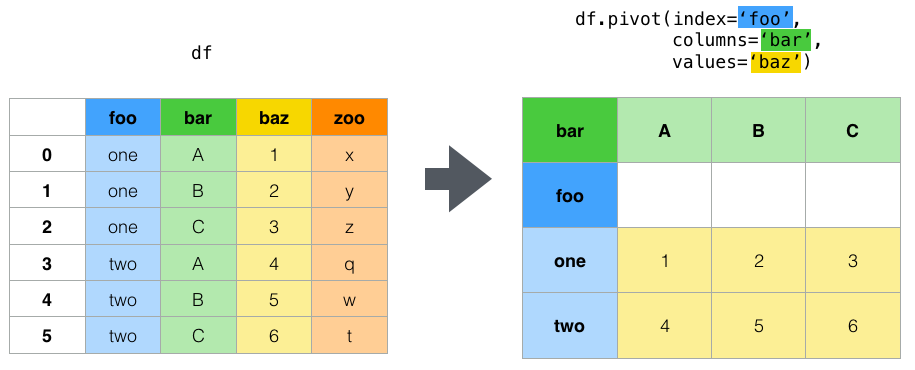 df
foo bar baz zoo
0 one A 1 x
1 one B 2 y
2 one C 3 z
3 two A 4 q
4 two B 5 w
5 two C 6 t
df.pivot(index=‘foo’,
columns=‘bar’,
values=‘baz’)
bar A B C
foo
one 1 2 3
two 4 5 6